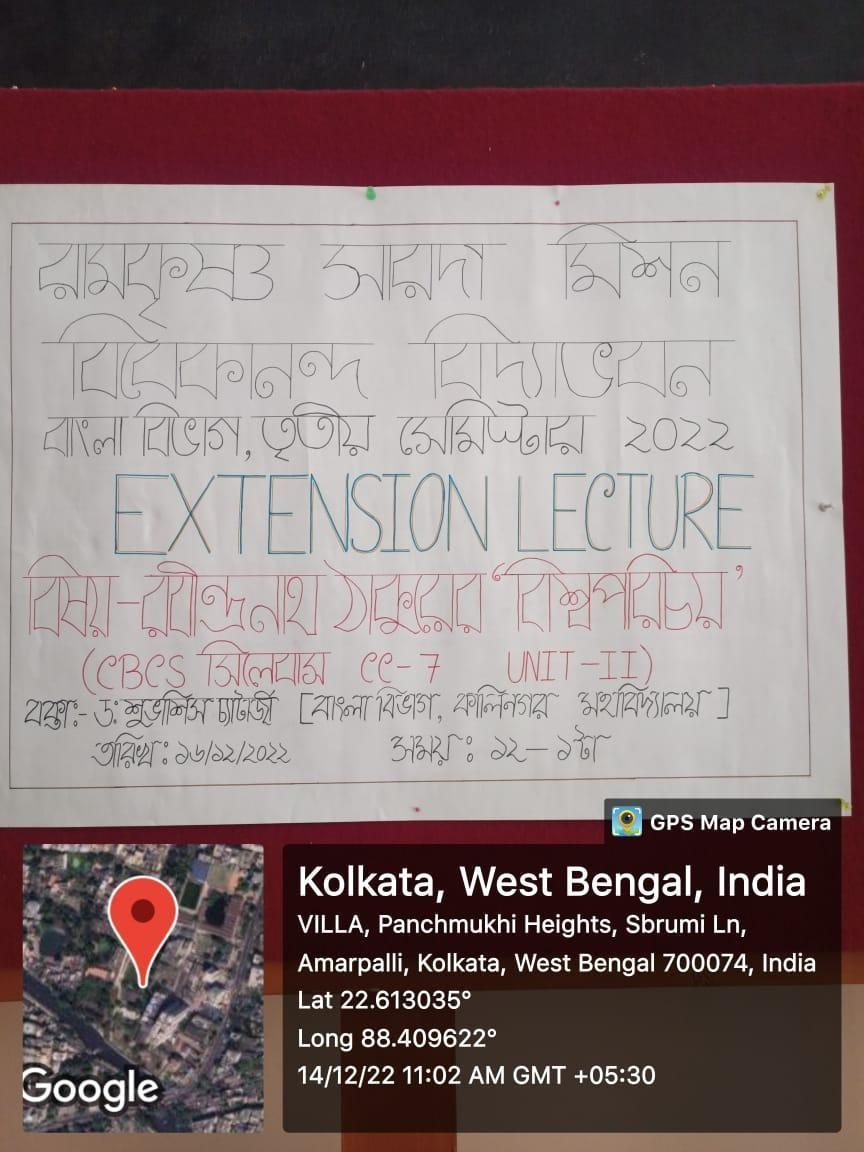 রামকৃষ্ণ সারদা মিশন
বিবেকানন্দ বিদ্যাভবন
বাংলা বিভাগ, তৃতীয় সেমিস্টার ২০২২
EXTENSION LECTURE
বিষয়-রবীন্দ্রনাথ ঠাকুরের ‘বিশ্বপরিচয়’
(CBCS সিলেবাস CC-7 UNIT-II)
বক্তা:- ড: শুভাশিস চ্যাটার্জী [বাংলা বিভাগ, কালিনগর মহাবিদ্যালয়]
তারিখ: ১৬/১২/২০২২ সময়: ১২-১টা
GPS Map Camera
Kolkata, West Bengal, India
VILLA, Panchmukhi Heights, Sbrumi Ln,
Amarpalli, Kolkata, West Bengal 700074, India
Lat 22.613035°
Long 88.409622°
14/12/22 11:02 AM GMT +05:30
Google